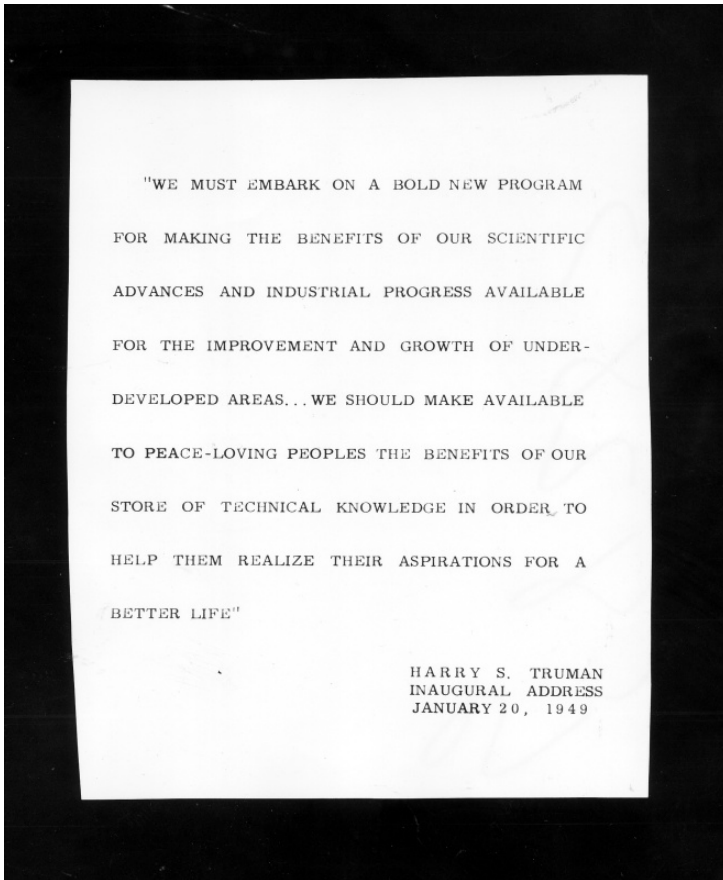 "WE MUST EMBARK ON A BOLD NEW PROGRAM
FOR MAKING THE BENEFITS OF OUR SCIENTIFIC
ADVANCES AND INDUSTRIAL PROGRESS AVAILABLE
FOR THE IMPROVEMENT AND GROWTH OF UNDER-
DEVELOPED AREAS...WE SHOULD MAKE AVAILABLE
TO PEACE-LOVING PEOPLES THE BENEFITS OF OUR
STORE OF TECHNICAL KNOWLEDGE IN ORDER TO
HELP THEM REALIZE THEIR ASPIRATIONS FOR A
BETTER LIFE"
HARRY S. TRUMAN
INAUGURAL ADDRESS
JANUARY 20, 1949